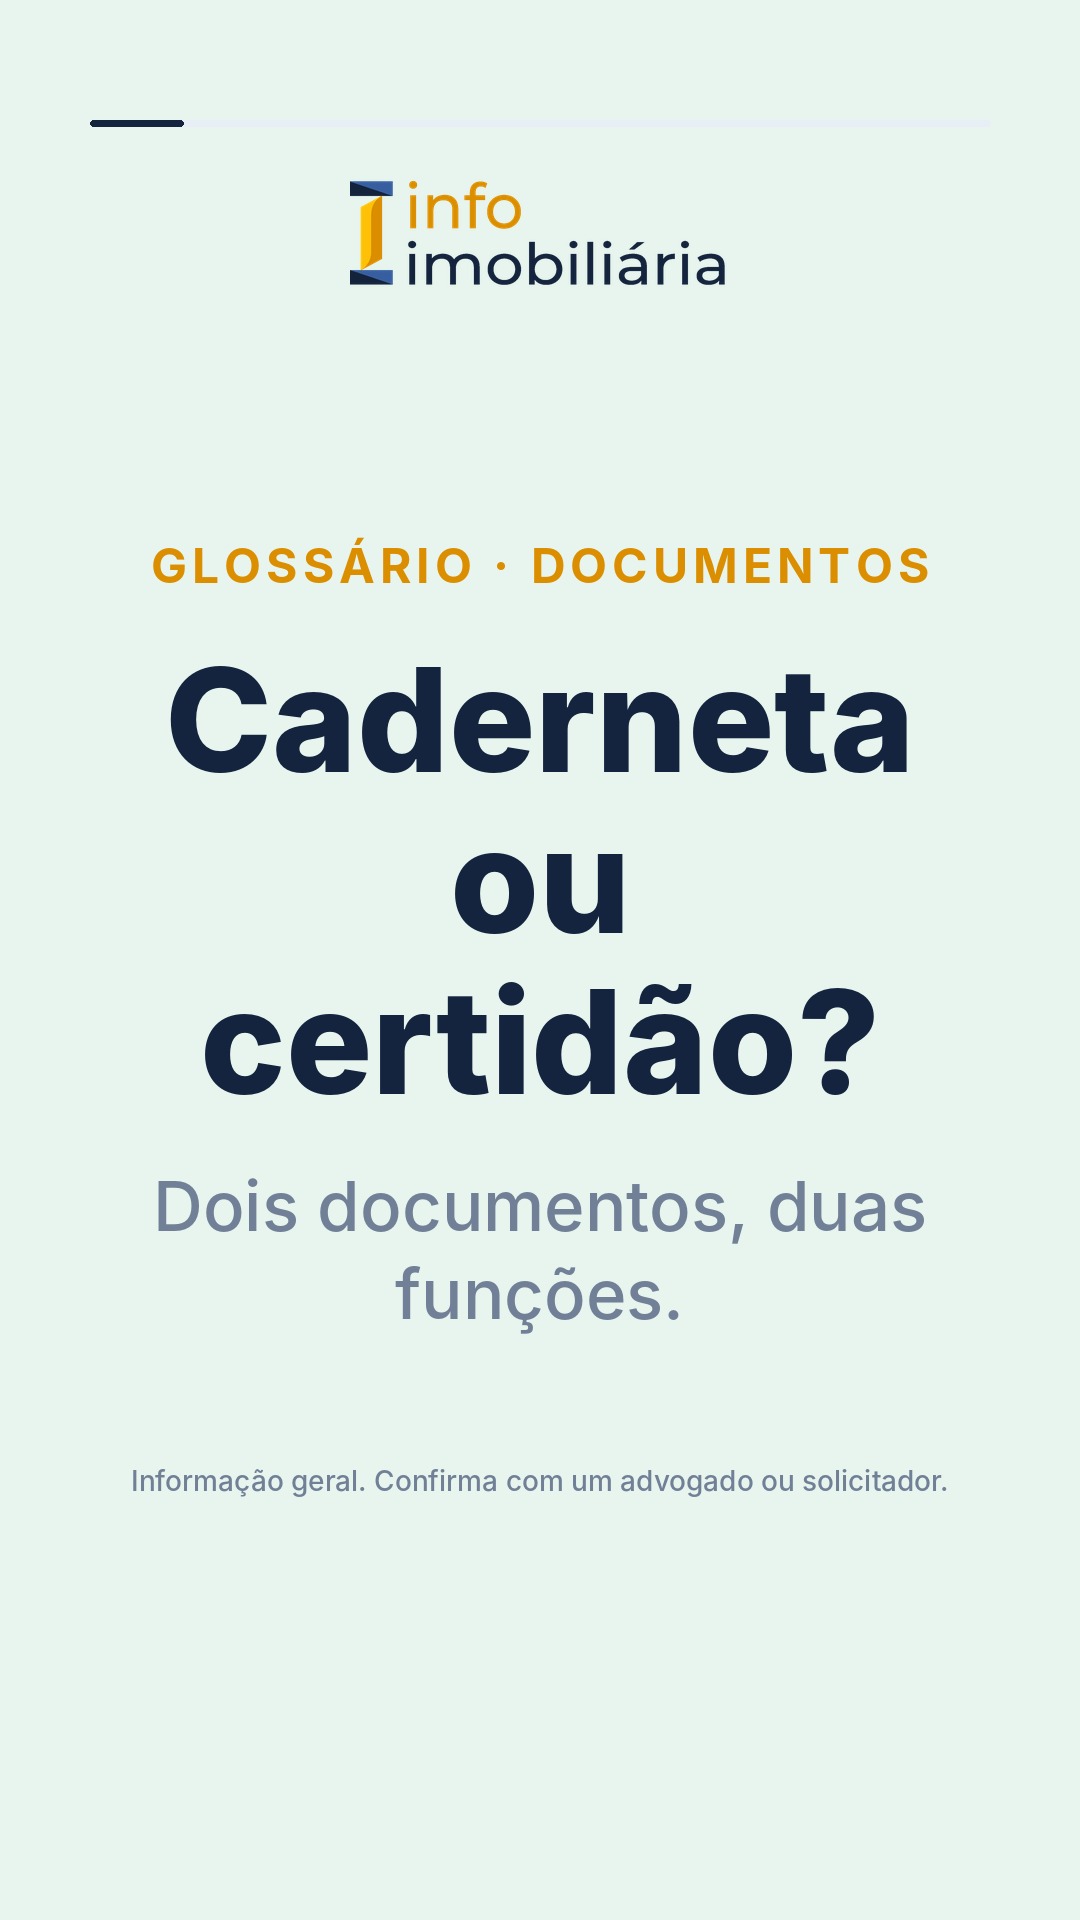 info
imobiliária
GLOSSÁRIO · DOCUMENTOS
Caderneta
ou
certidão?
Dois documentos, duas
funções.
Informação geral. Confirma com um advogado ou solicitador.